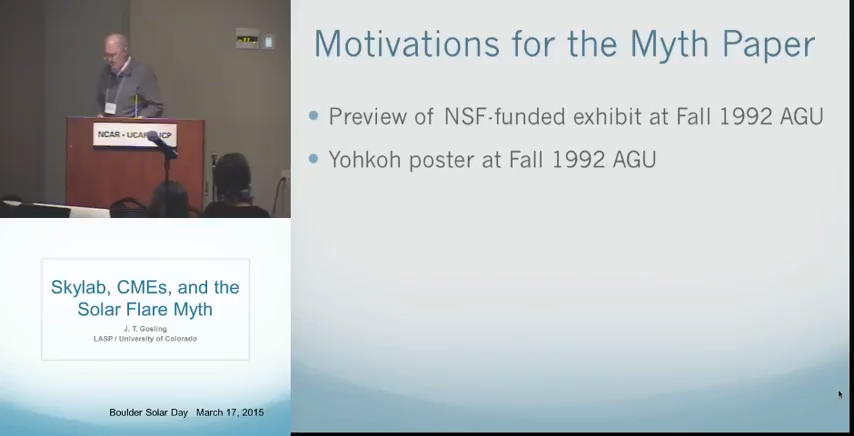 Motivations for the Myth Paper
Preview of NSF-funded exhibit at Fall 1992 AGU
Yohkoh poster at Fall 1992 AGU
NCAR • UCAR
Skylab, CMEs, and the
Solar Flare Myth
J. T. Gosling
LASP / University of Colorado
Boulder Solar Day March 17, 2015